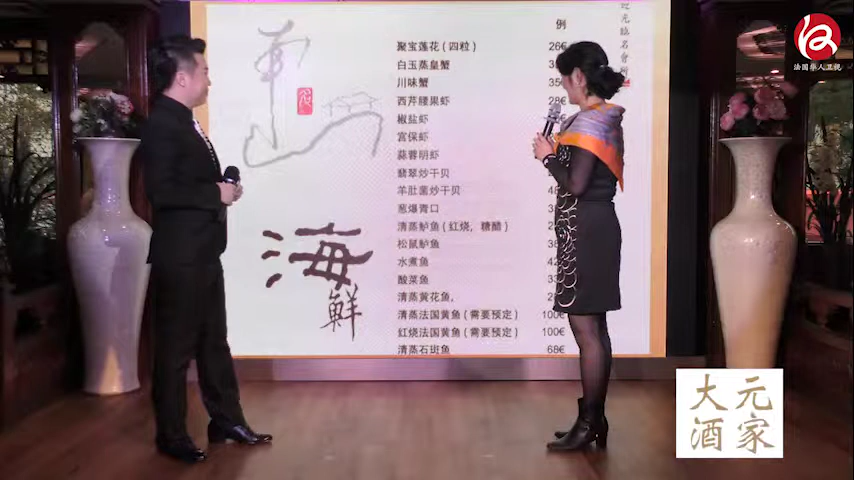 例
聚宝莲花(四粒) 26€
白玉蒸皇蟹
川味蟹
西芹腰果虾 28€
椒盐虾
宫保虾
蒜蓉明虾
翡翠炒干贝
羊肚菌炒干贝
葱爆青口
清蒸鲈鱼(红烧, 糖醋)
松鼠鲈鱼
水煮鱼
酸菜鱼
清蒸黄花鱼,
清蒸法国黄鱼(需要预定) 100€
红烧法国黄鱼(需要预定) 100€
清蒸石斑鱼 68€
海鲜
法国华人卫视
大元
酒家